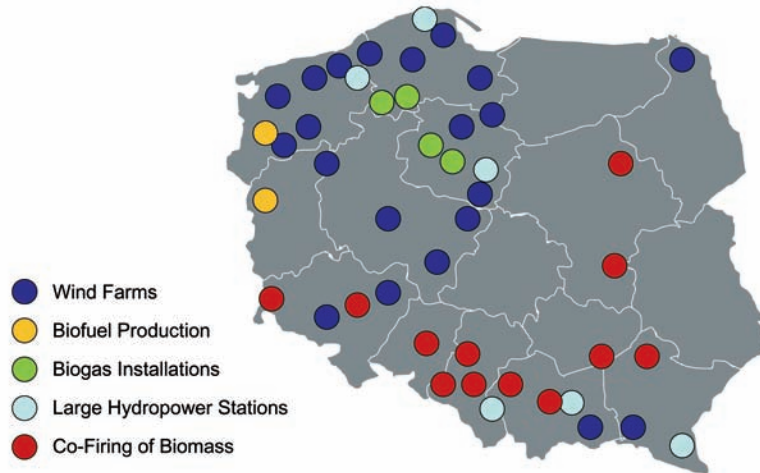 Wind Farms
Biofuel Production
Biogas Installations
Large Hydropower Stations
Co-Firing of Biomass